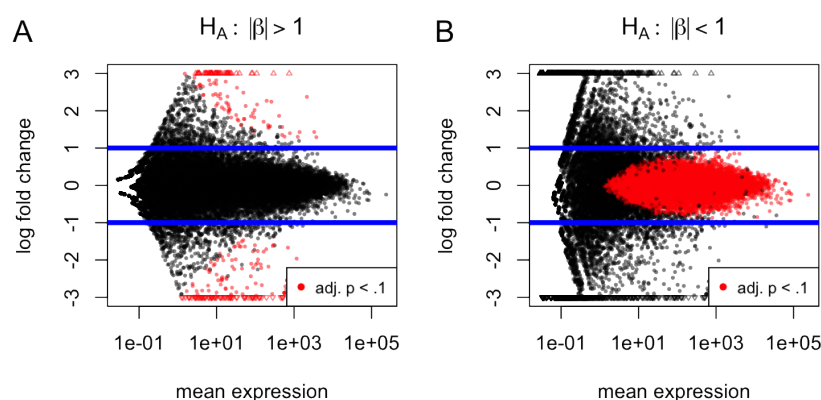 A
H_A : |β| > 1
log fold change
3
2
1
0
-1
-2
-3
adj. p < .1
1e-01
1e+01
1e+03
1e+05
mean expression
B
H_A : |β| < 1
log fold change
3
2
1
0
-1
-2
-3
adj. p < .1
1e-01
1e+01
1e+03
1e+05
mean expression